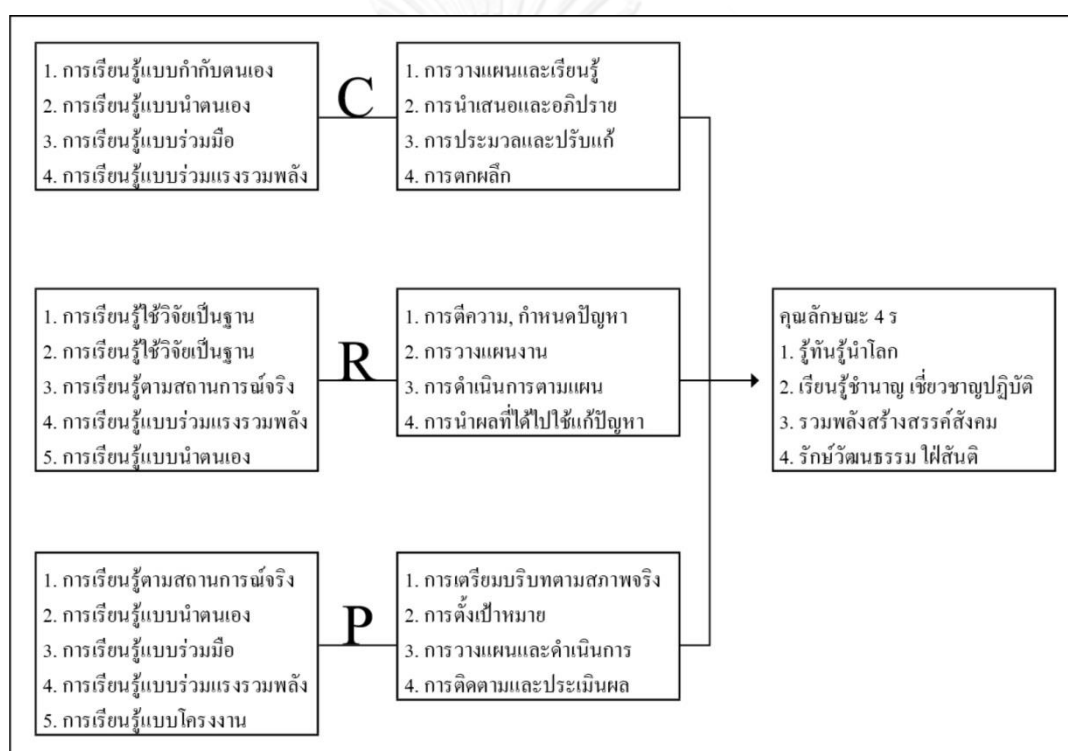 1. การเรียนรู้แบบกำกับตนเอง
2. การเรียนรู้แบบนำตนเอง
3. การเรียนรู้แบบร่วมมือ
4. การเรียนรู้แบบร่วมแรงรวมพลัง
C
1. การวางแผนและเรียนรู้
2. การนำเสนอและอภิปราย
3. การประมวลและปรับแก้
4. การตกผลึก
1. การเรียนรู้ใช้วิจัยเป็นฐาน
2. การเรียนรู้ใช้วิจัยเป็นฐาน
3. การเรียนรู้ตามสถานการณ์จริง
4. การเรียนรู้แบบร่วมแรงรวมพลัง
5. การเรียนรู้แบบนำตนเอง
R
1. การตีความ, กำหนดปัญหา
2. การวางแผนงาน
3. การดำเนินการตามแผน
4. การนำผลที่ได้ไปใช้แก้ปัญหา
คุณลักษณะ 4 ร
1. รู้ทันรู้นำโลก
2. เรียนรู้ชำนาญ เชี่ยวชาญปฏิบัติ
3. รวมพลังสร้างสรรค์สังคม
4. รักษ์วัฒนธรรม ใฝ่สันติ
1. การเรียนรู้ตามสถานการณ์จริง
2. การเรียนรู้แบบนำตนเอง
3. การเรียนรู้แบบร่วมมือ
4. การเรียนรู้แบบร่วมแรงรวมพลัง
5. การเรียนรู้แบบโครงงาน
P
1. การเตรียมบริบทตามสภาพจริง
2. การตั้งเป้าหมาย
3. การวางแผนและดำเนินการ
4. การติดตามและประเมินผล